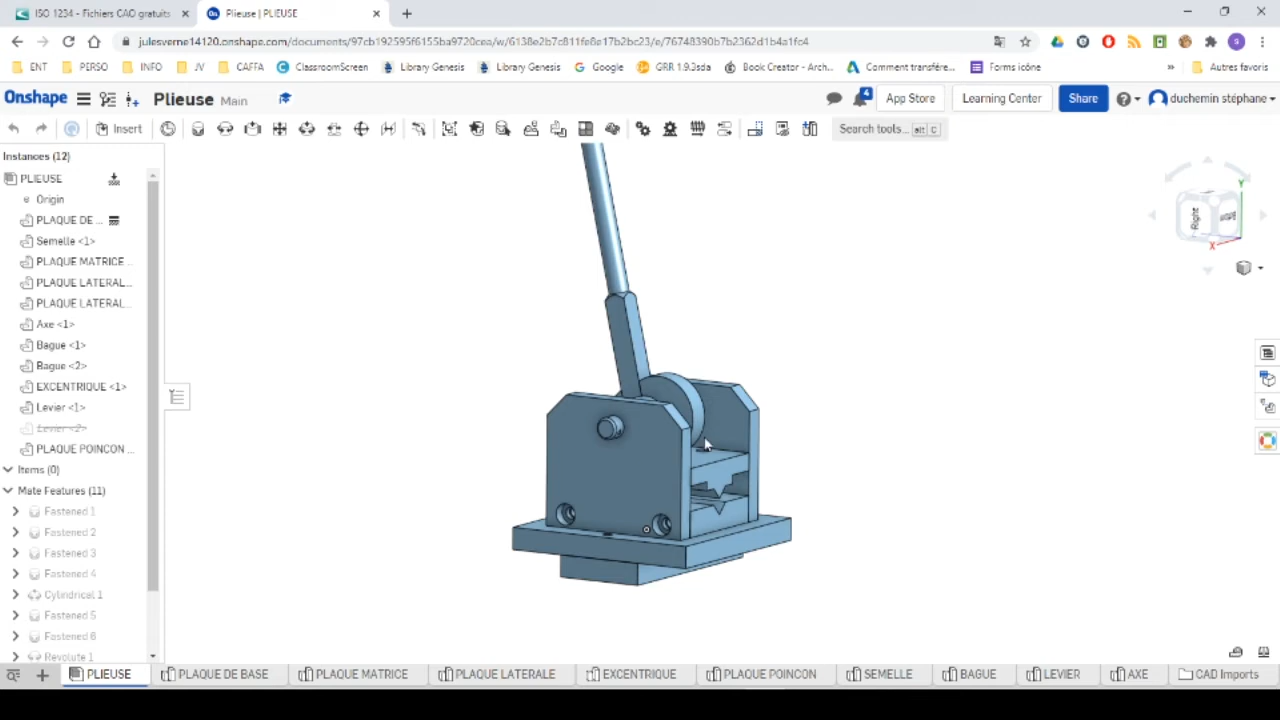 ISO 1234 - Fichiers CAO gratuits
Plieuse | PLIEUSE
julesverne14120.onshape.com/documents/97cb192595f6155ba9720cea/w/6138e2b7c811fe8e17b2bc23/e/76748390b7b2362d1b4a1fc4
ENT
PERSO
INFO
JV
CAFFA
ClassroomScreen
Library Genesis
Library Genesis
Google
GRR 1.9.3sda
Book Creator - Arch...
Comment transfére...
Forms icône
»
Autres favoris
Onshape
Plieuse Main
4
App Store
Learning Center
Share
duchemin stéphane
Insert
Search tools... alt C
Instances (12)
PLIEUSE
Origin
PLAQUE DE ...
Semelle <1>
PLAQUE MATRICE ...
PLAQUE LATERAL...
PLAQUE LATERAL...
Axe <1>
Bague <1>
Bague <2>
EXCENTRIQUE <1>
Levier <1>
Levier <2>
PLAQUE POINCON ...
Items (0)
Mate Features (11)
Fastened 1
Fastened 2
Fastened 3
Fastened 4
Cylindrical 1
Fastened 5
Fastened 6
Revolute 1
Y
Right
X
PLIEUSE
PLAQUE DE BASE
PLAQUE MATRICE
PLAQUE LATERALE
EXCENTRIQUE
PLAQUE POINCON
SEMELLE
BAGUE
LEVIER
AXE
CAD Imports